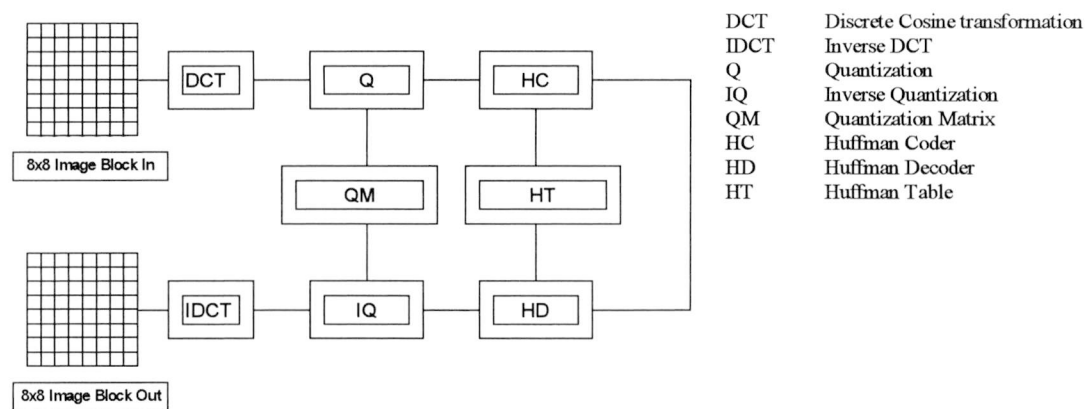 DCT
Q
HC
8x8 Image Block In
QM
HT
IDCT
IQ
HD
8x8 Image Block Out
DCT Discrete Cosine transformation
IDCT Inverse DCT
Q Quantization
IQ Inverse Quantization
QM Quantization Matrix
HC Huffman Coder
HD Huffman Decoder
HT Huffman Table